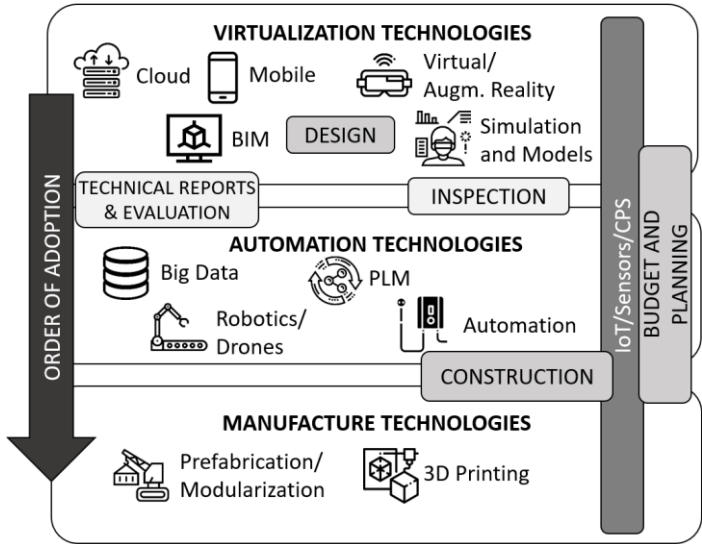 VIRTUALIZATION TECHNOLOGIES
Cloud
Mobile
Virtual/
Augm. Reality
BIM
DESIGN
Simulation
and Models
TECHNICAL REPORTS
& EVALUATION
INSPECTION
AUTOMATION TECHNOLOGIES
Big Data
PLM
Robotics/
Drones
Automation
CONSTRUCTION
MANUFACTURE TECHNOLOGIES
Prefabrication/
Modularization
3D Printing
ORDER OF ADOPTION
IoT/Sensors/CPS
BUDGET AND
PLANNING